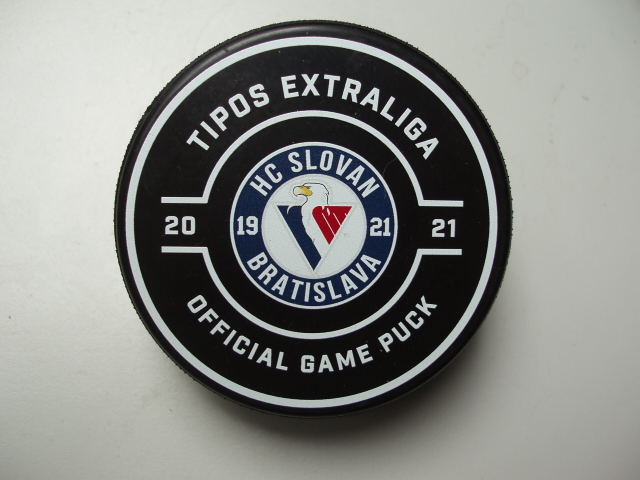 TIPOS EXTRALIGA
20 21
HC SLOVAN
19 21
BRATISLAVA
OFFICIAL GAME PUCK